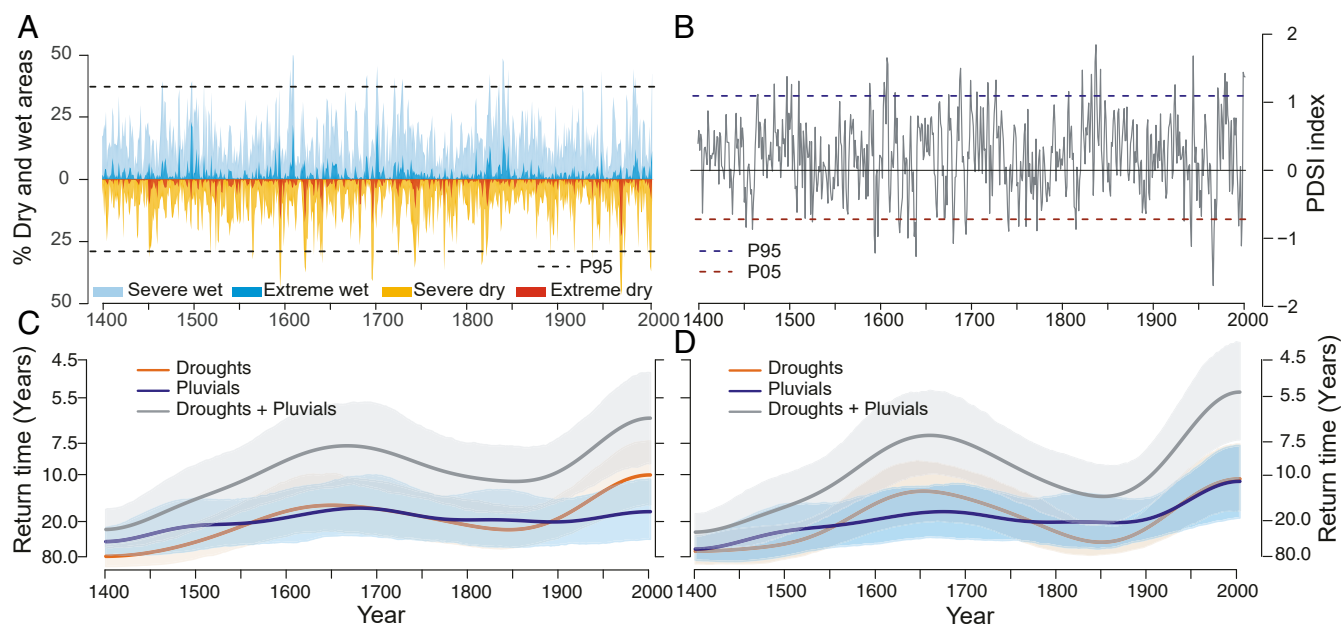 A
% Dry and wet areas
50
25
0
25
50
P95
Severe wet Extreme wet Severe dry Extreme dry
1400 1500 1600 1700 1800 1900 2000
B
2
1
0
−1
−2
PDSI index
P95
P05
1400 1500 1600 1700 1800 1900 2000
C
Return time (Years)
4.5
5.5
7.5
10.0
20.0
80.0
Droughts
Pluvials
Droughts + Pluvials
1400 1500 1600 1700 1800 1900 2000
Year
D
Droughts
Pluvials
Droughts + Pluvials
4.5
5.5
7.5
10.0
20.0
80.0
Return time (Years)
1400 1500 1600 1700 1800 1900 2000
Year